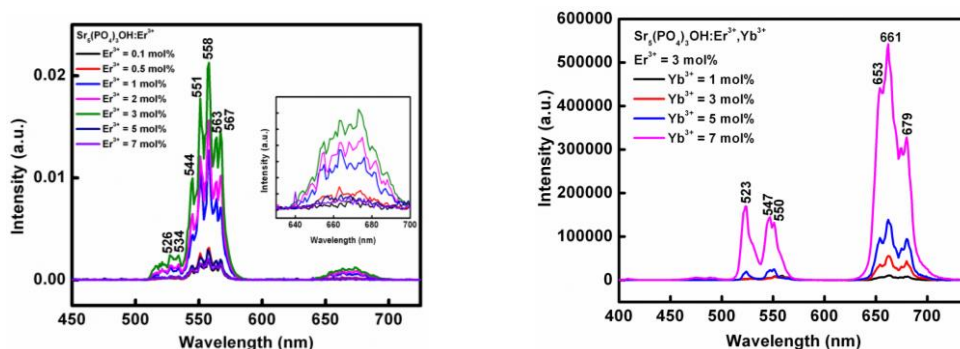 Sr₅(PO₄)₃OH:Er³⁺
Er³⁺ = 0.1 mol%
Er³⁺ = 0.5 mol%
Er³⁺ = 1 mol%
Er³⁺ = 2 mol%
Er³⁺ = 3 mol%
Er³⁺ = 5 mol%
Er³⁺ = 7 mol%
558
551
563
567
544
526
534
0.02
0.01
0.00
Intensity (a.u.)
450 500 550 600 650 700
Wavelength (nm)
Intensity (a.u.)
640 660 680 700
Wavelength (nm)
Sr₅(PO₄)₃OH:Er³⁺,Yb³⁺
Er³⁺ = 3 mol%
Yb³⁺ = 1 mol%
Yb³⁺ = 3 mol%
Yb³⁺ = 5 mol%
Yb³⁺ = 7 mol%
661
653
679
523
547
550
600000
500000
400000
300000
200000
100000
0
Intensity (a.u.)
400 450 500 550 600 650 700
Wavelength (nm)